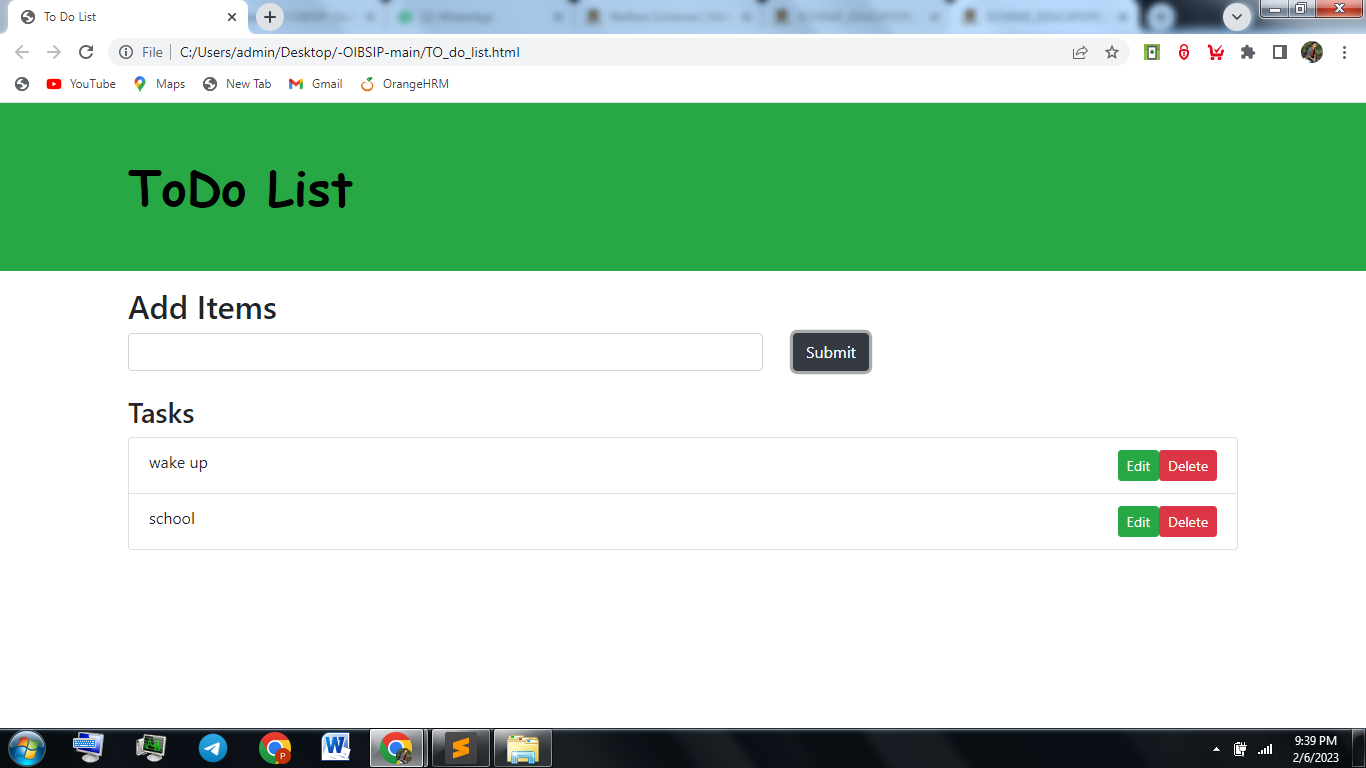 To Do List
File C:/Users/admin/Desktop/-OIBSIP-main/TO_do_list.html
YouTube Maps New Tab Gmail OrangeHRM
ToDo List
Add Items
Submit
Tasks
wake up Edit Delete
school Edit Delete
9:39 PM
2/6/2023